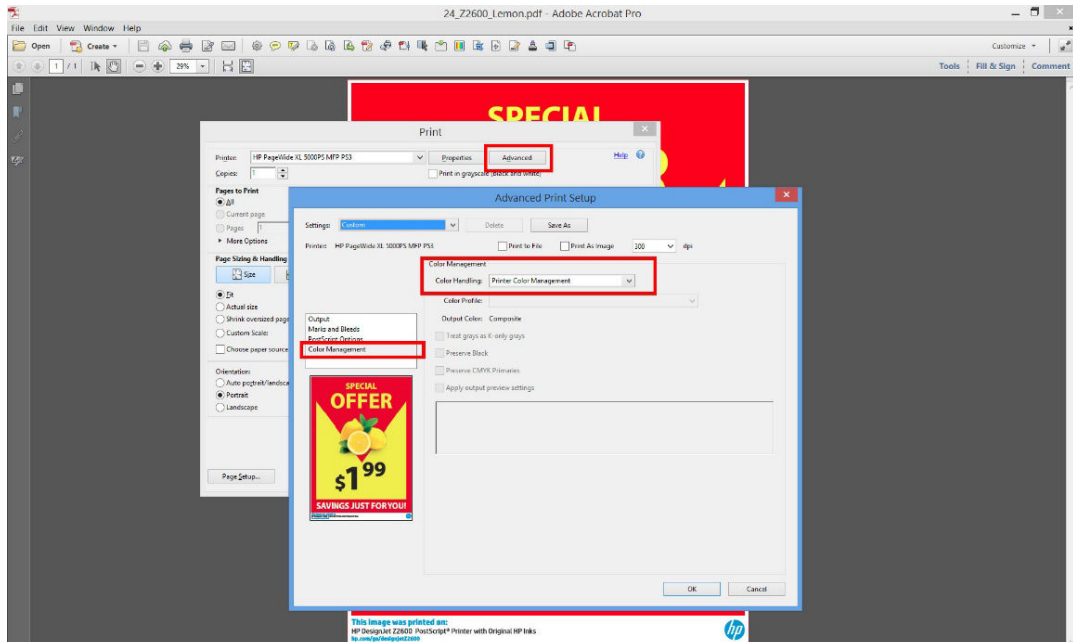 24_Z2600_Lemon.pdf - Adobe Acrobat Pro
File Edit View Window Help
Open Create
1 / 1 29% Customize
Tools Fill & Sign Comment
SPECIAL
Print
Printer: HP PageWide XL 5000PS MFP PS3 Properties Advanced Help
Copies: 1 Print in grayscale (black and white)
Pages to Print
All
Current page
Pages 1
More Options
Page Sizing & Handling
Size
Fit
Actual size
Shrink oversized page
Custom Scale:
Choose paper source
Orientation:
Auto portrait/landsca
Portrait
Landscape
Page Setup...
Advanced Print Setup
Settings: Custom Delete Save As
Printer: HP PageWide XL 5000PS MFP PS3 Print to File Print As Image 300 dpi
Output
Marks and Bleeds
PostScript Options
Color Management
Color Management
Color Handling: Printer Color Management
Color Profile:
Output Color: Composite
Treat grays as K-only grays
Preserve Black
Preserve CMYK Primaries
Apply output preview settings
SPECIAL
OFFER
$1 99
SAVINGS JUST FOR YOU!
OK Cancel
This image was printed on:
HP DesignJet Z2600 PostScript® Printer with Original HP Inks
hp.com/go/designjetZ2600
hp